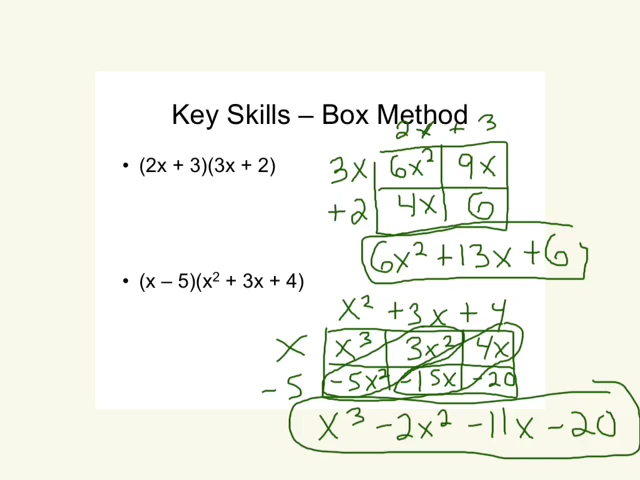 Key Skills – Box Method
2x + 3
• (2x + 3)(3x + 2)
3x 6x² 9x
+2 4x 6
6x² +13x +6
• (x – 5)(x² + 3x + 4)
x² +3x + 4
x x³ 3x² 4x
-5 -5x² -15x -20
x³ -2x² -11x -20